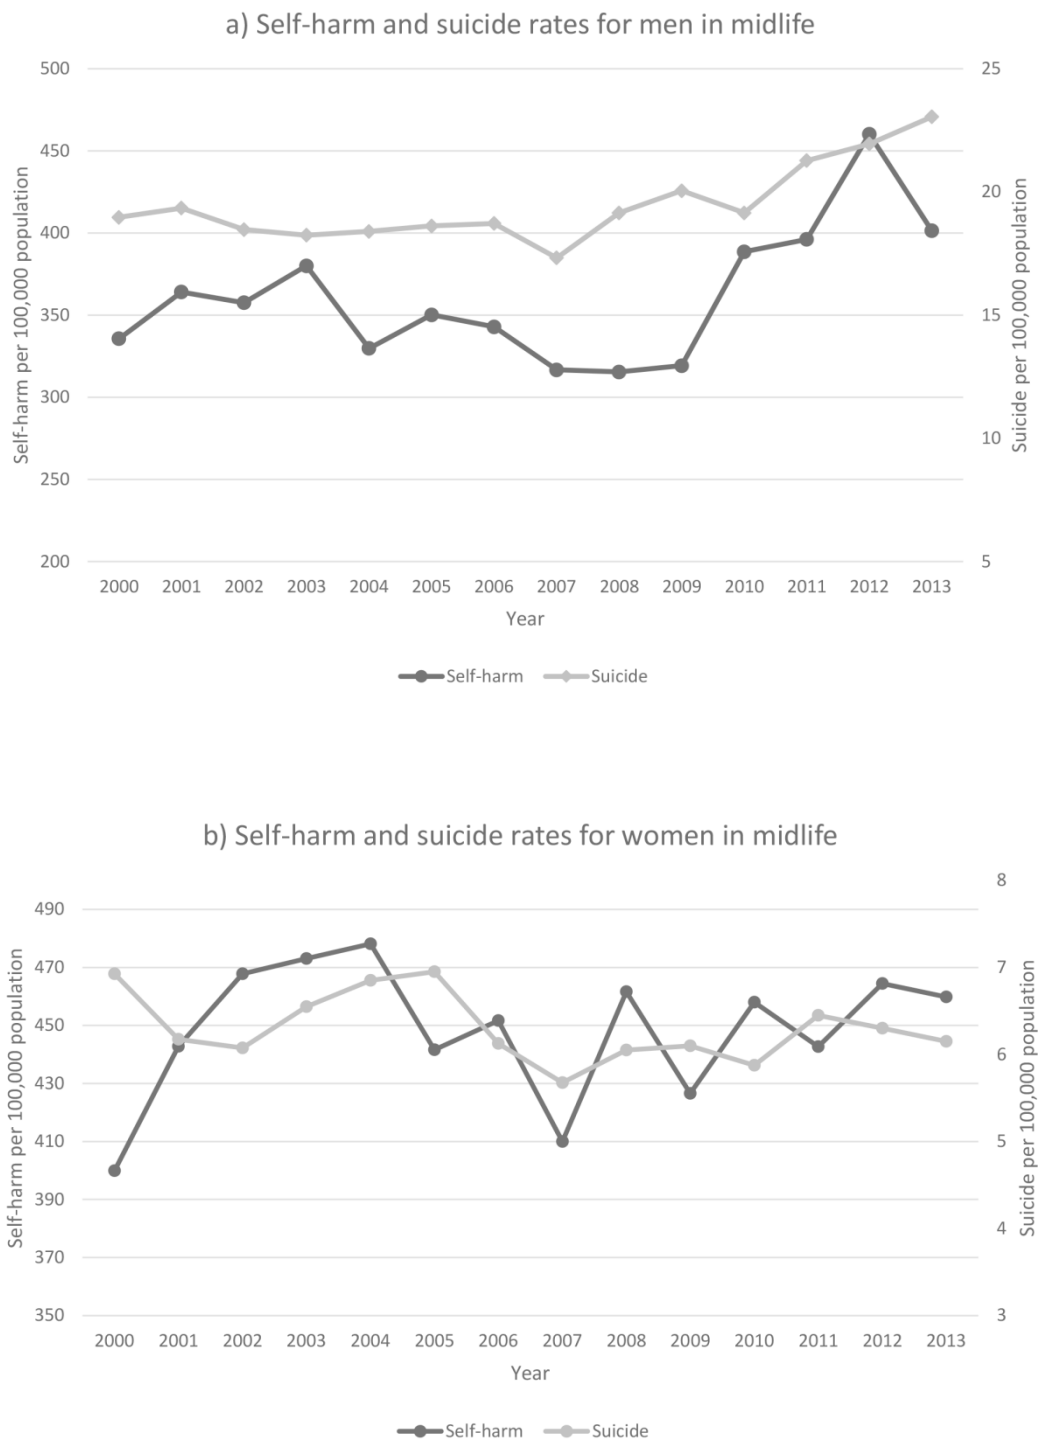 a) Self-harm and suicide rates for men in midlife
500 25
450
20
400
350 15
300
10
250
200 5
2000 2001 2002 2003 2004 2005 2006 2007 2008 2009 2010 2011 2012 2013
Self-harm per 100,000 population
Suicide per 100,000 population
Year
Self-harm Suicide
b) Self-harm and suicide rates for women in midlife
8
490
470 7
450
6
430
410 5
390
4
370
350 3
2000 2001 2002 2003 2004 2005 2006 2007 2008 2009 2010 2011 2012 2013
Self-harm per 100,000 population
Suicide per 100,000 population
Year
Self-harm Suicide